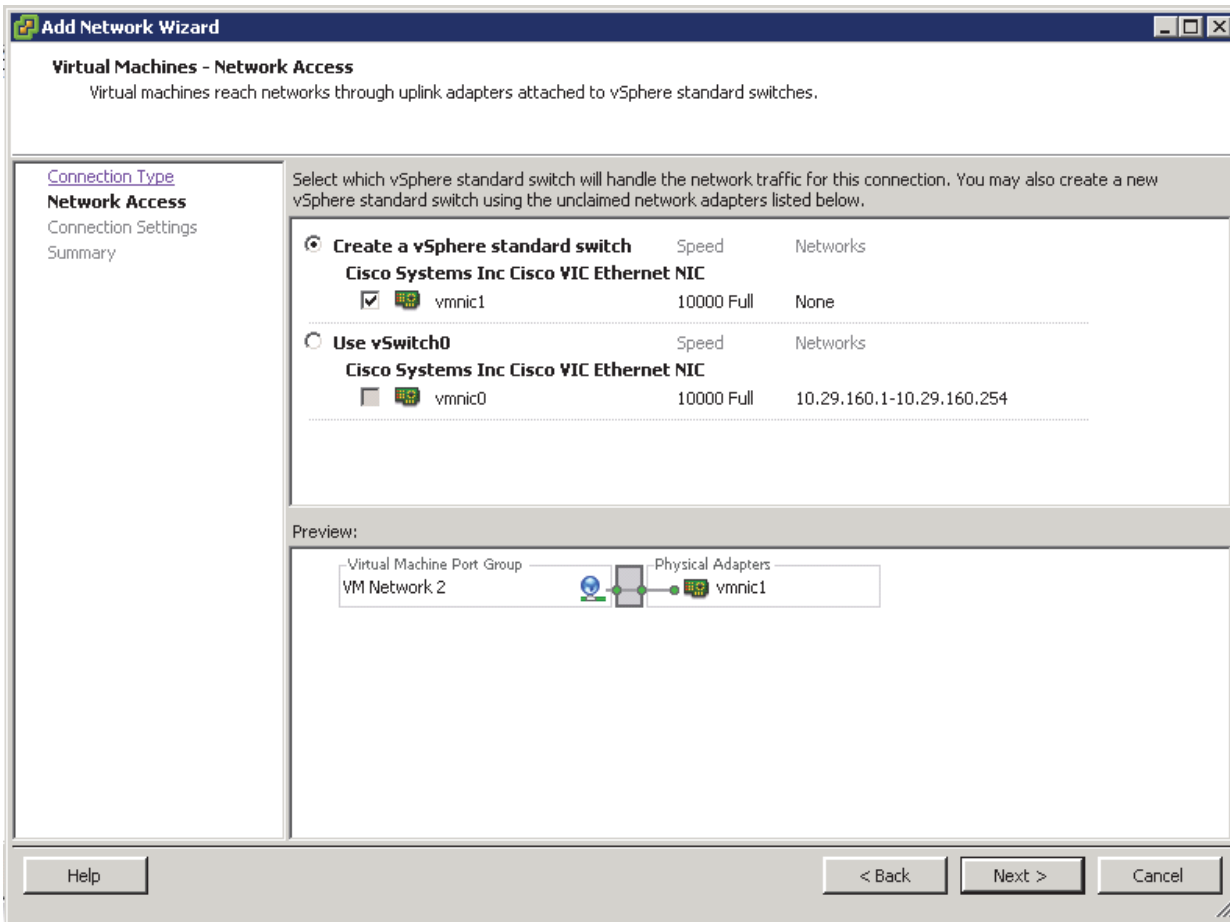 Add Network Wizard
Virtual Machines - Network Access
Virtual machines reach networks through uplink adapters attached to vSphere standard switches.
Connection Type
Network Access
Connection Settings
Summary
Select which vSphere standard switch will handle the network traffic for this connection. You may also create a new
vSphere standard switch using the unclaimed network adapters listed below.
Create a vSphere standard switch Speed Networks
Cisco Systems Inc Cisco VIC Ethernet NIC
vmnic1 10000 Full None
Use vSwitch0 Speed Networks
Cisco Systems Inc Cisco VIC Ethernet NIC
vmnic0 10000 Full 10.29.160.1-10.29.160.254
Preview:
Virtual Machine Port Group Physical Adapters
VM Network 2 vmnic1
Help < Back Next > Cancel